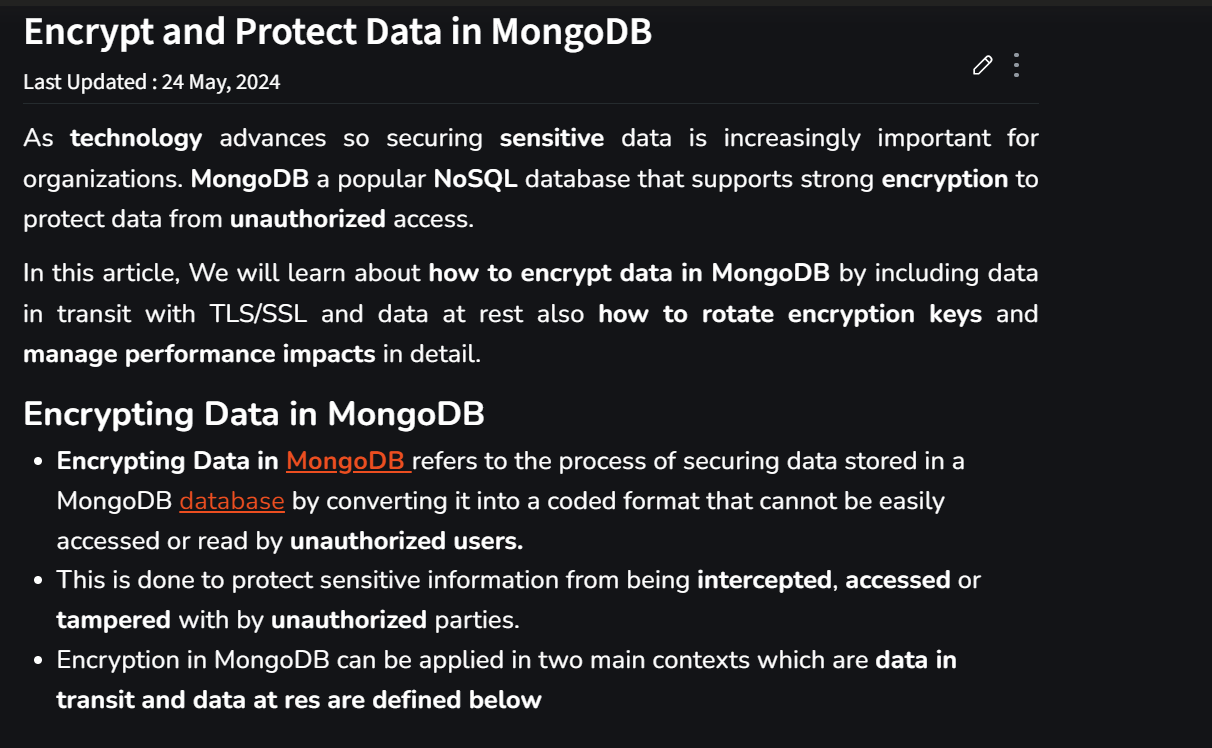 Encrypt and Protect Data in MongoDB
Last Updated : 24 May, 2024
As technology advances so securing sensitive data is increasingly important for
organizations. MongoDB a popular NoSQL database that supports strong encryption to
protect data from unauthorized access.
In this article, We will learn about how to encrypt data in MongoDB by including data
in transit with TLS/SSL and data at rest also how to rotate encryption keys and
manage performance impacts in detail.
Encrypting Data in MongoDB
• Encrypting Data in MongoDB refers to the process of securing data stored in a
MongoDB database by converting it into a coded format that cannot be easily
accessed or read by unauthorized users.
• This is done to protect sensitive information from being intercepted, accessed or
tampered with by unauthorized parties.
• Encryption in MongoDB can be applied in two main contexts which are data in
transit and data at res are defined below